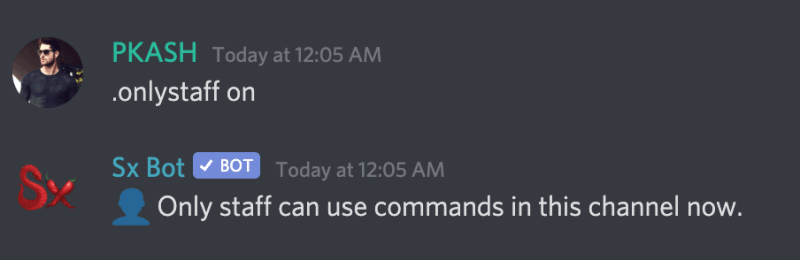 PKASH Today at 12:05 AM
.onlystaff on
Sx Bot ✓ BOT Today at 12:05 AM
Sx
Only staff can use commands in this channel now.